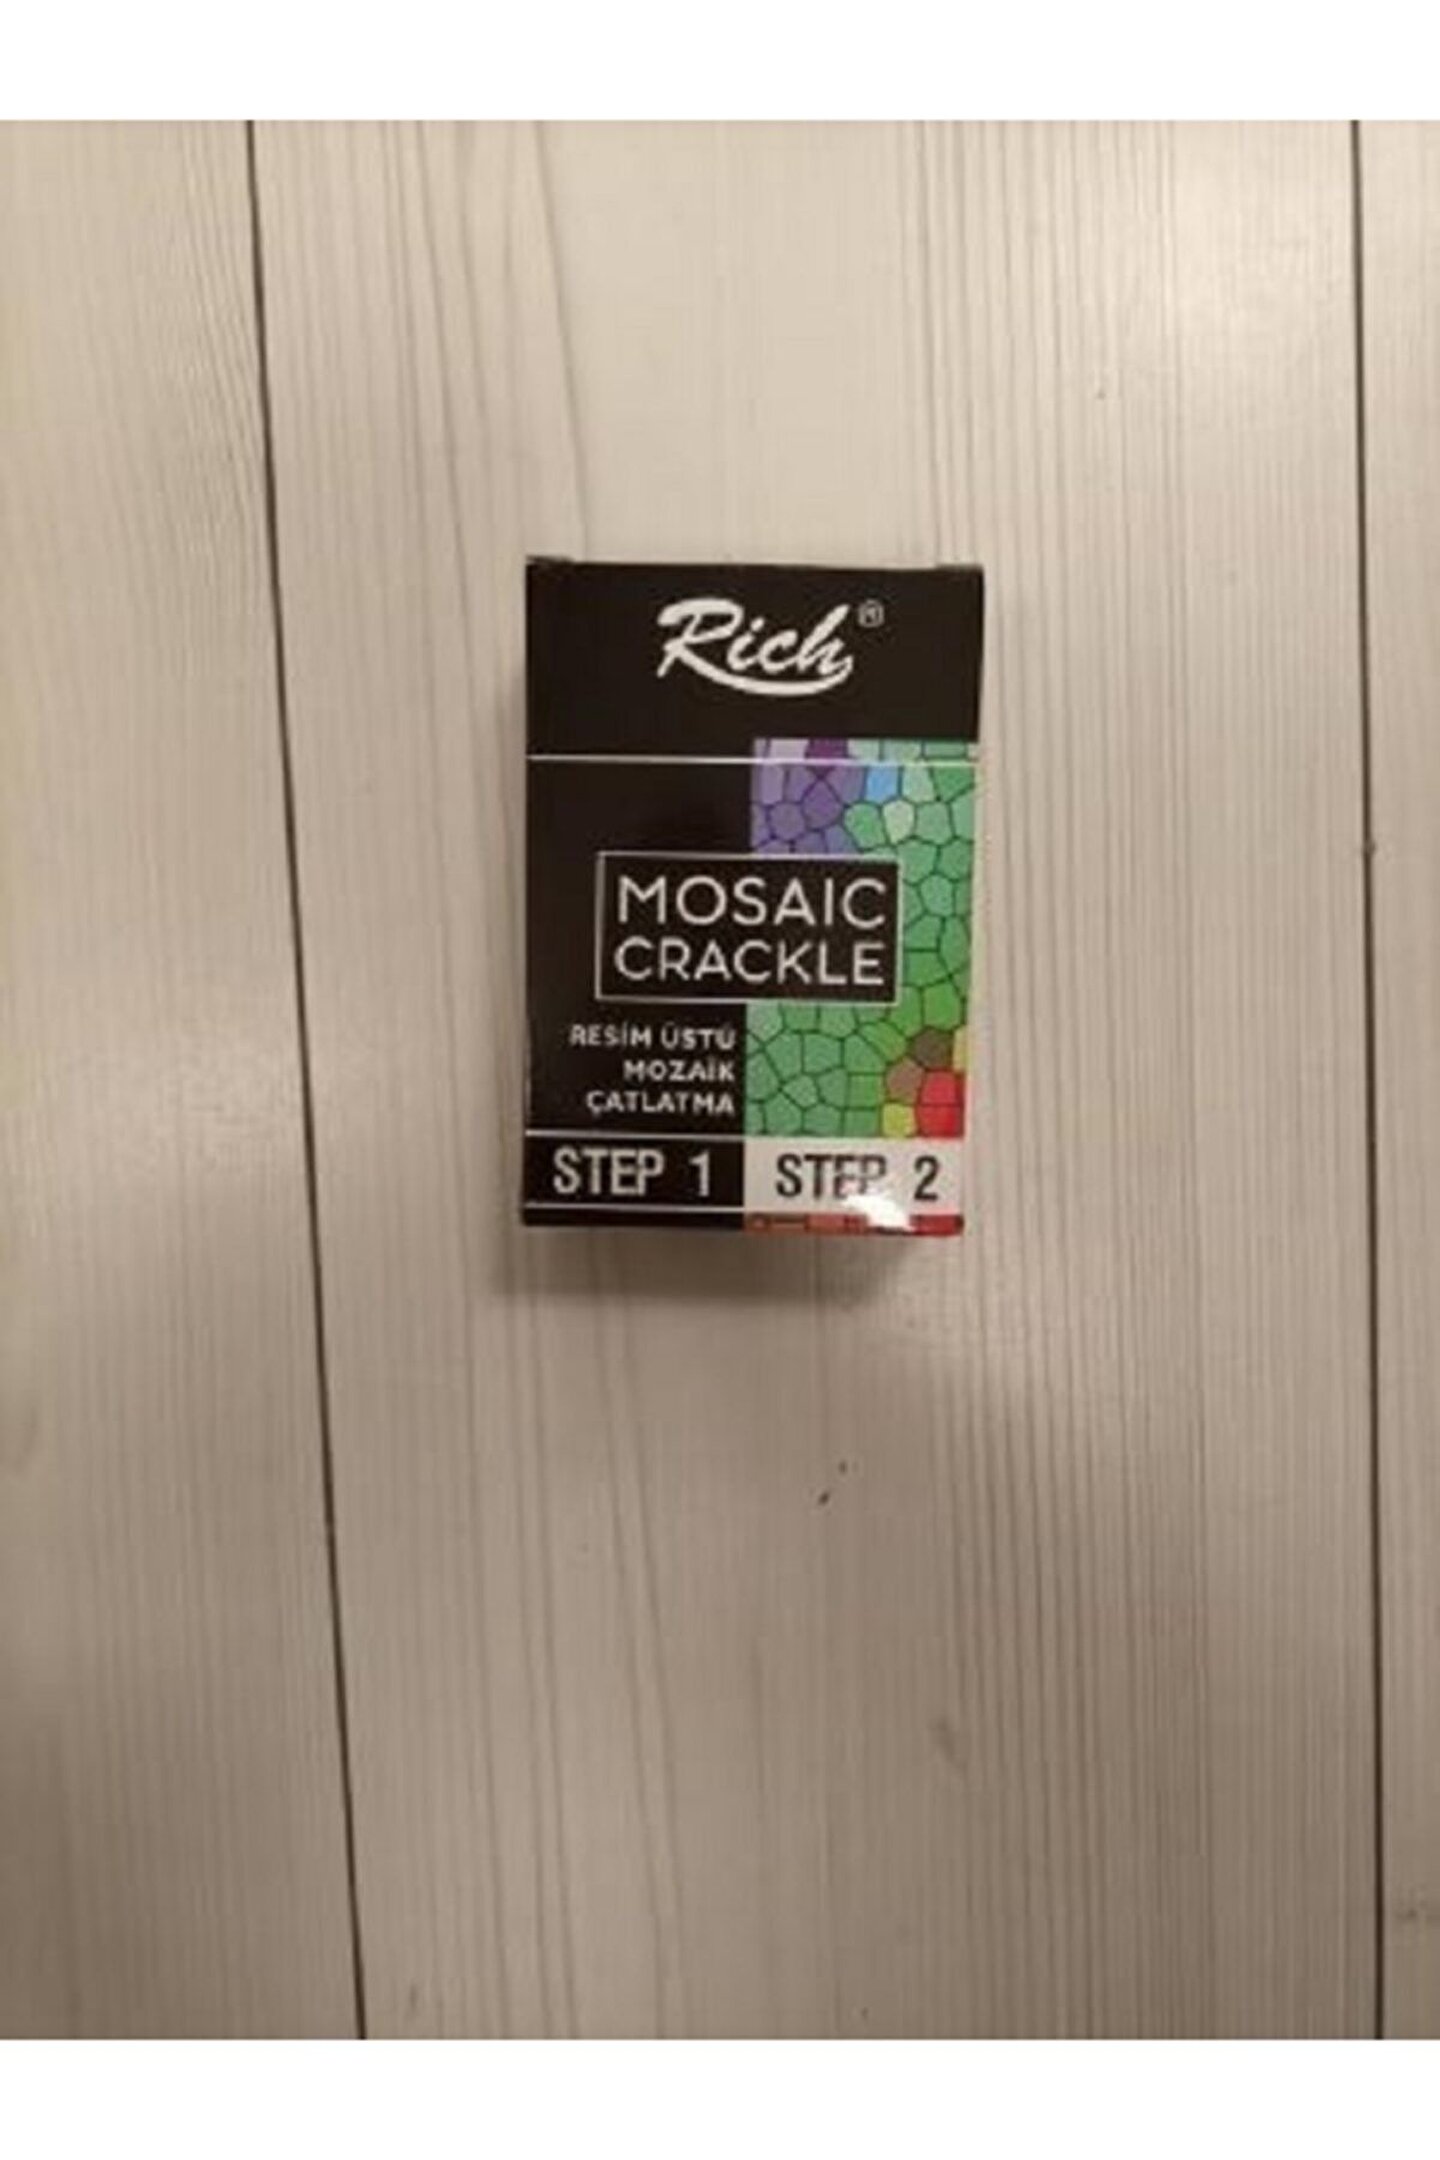 Rich®
MOSAIC
CRACKLE
RESİM ÜSTÜ
MOZAİK
ÇATLATMA
STEP 1 STEP 2